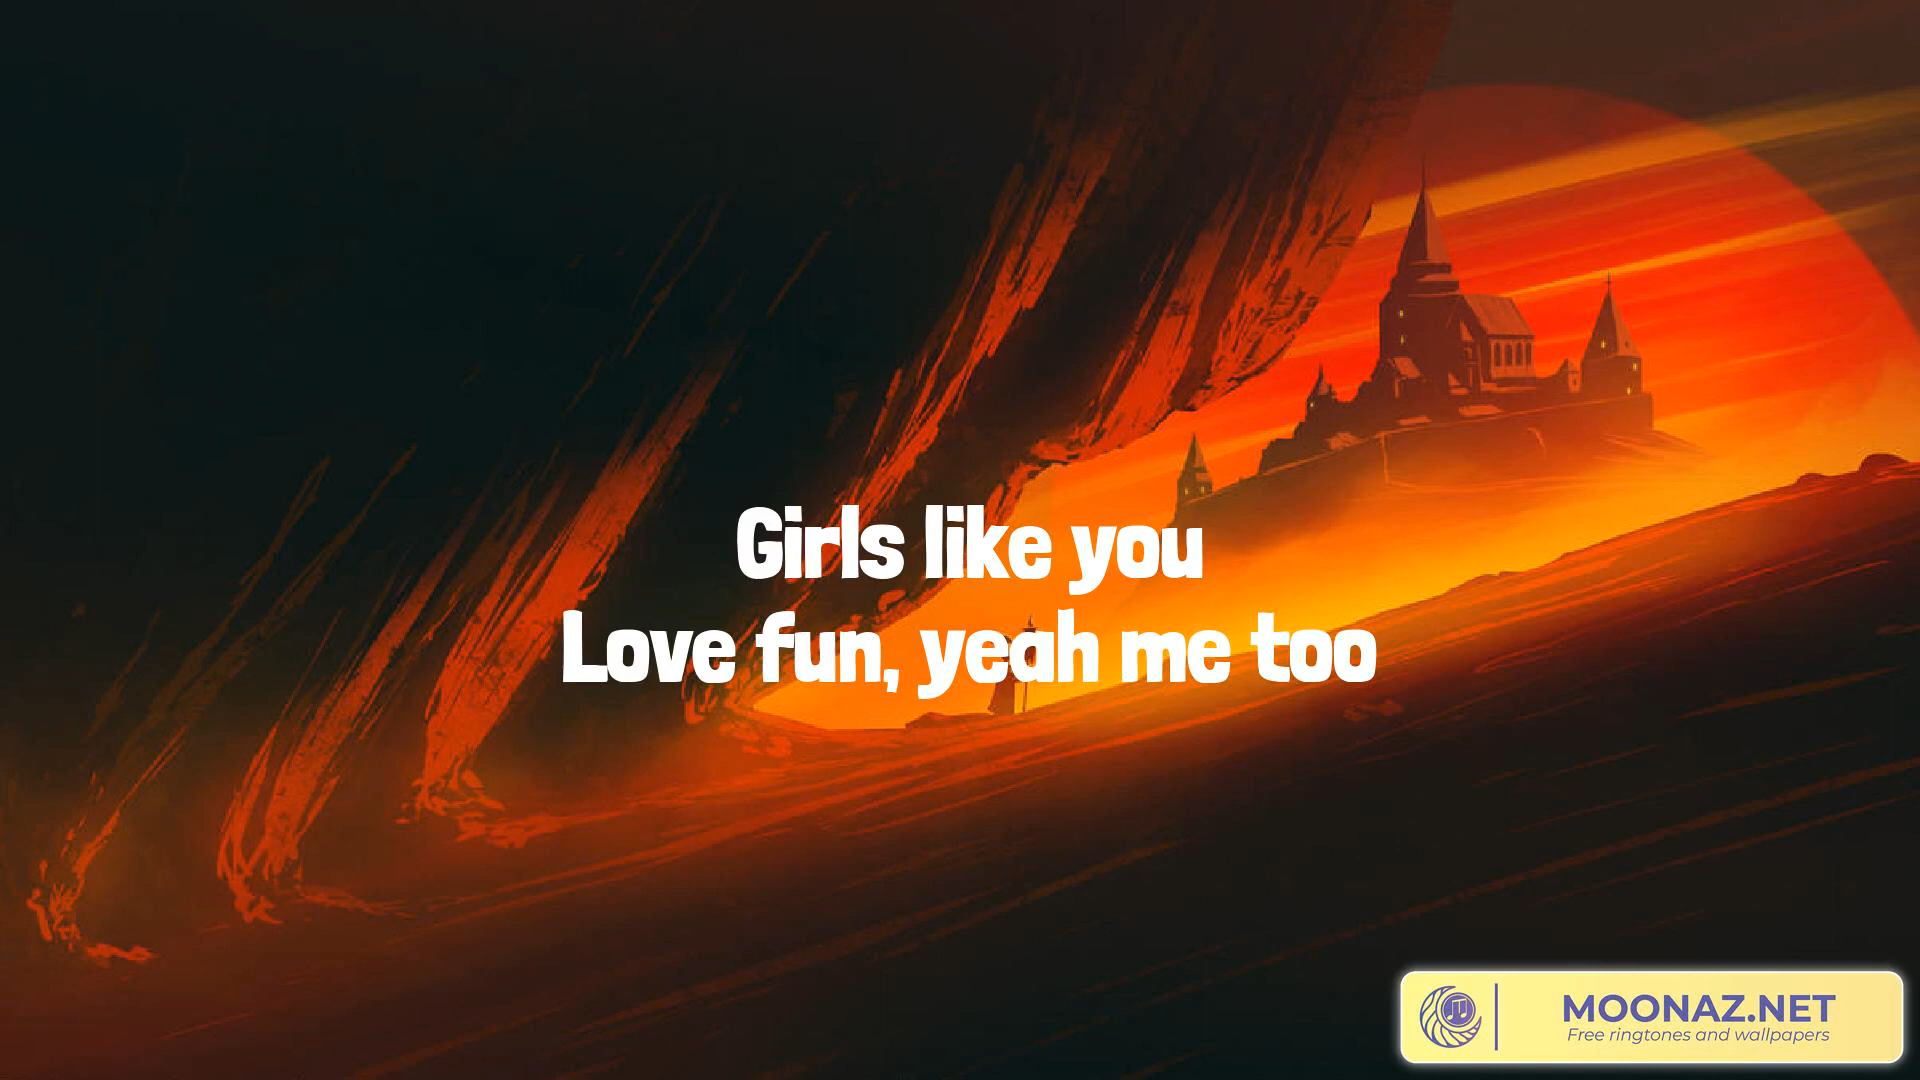 Girls like you
Love fun, yeah me too
MOONAZ.NET
Free ringtones and wallpapers